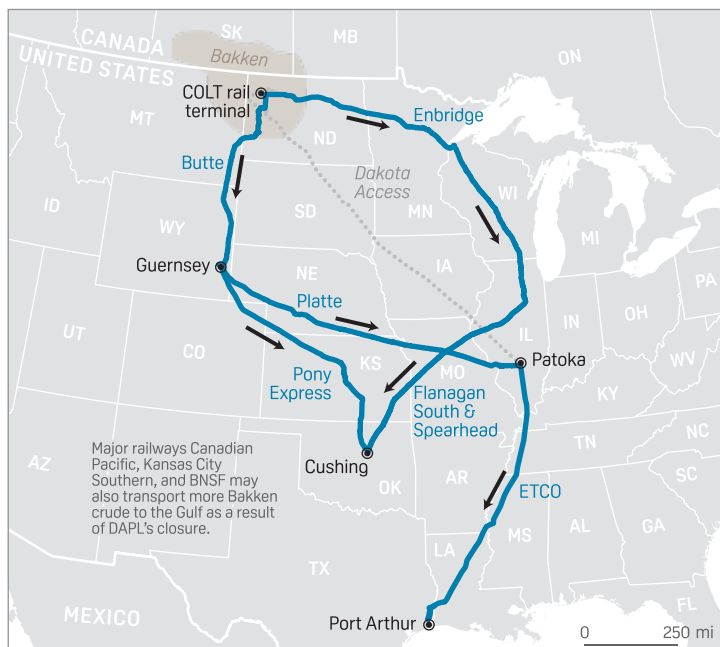 CANADA
UNITED STATES
SK
MB
ON
Bakken
COLT rail
terminal
MT
ND
Enbridge
Butte
Dakota
Access
ID
WY
SD
MN
WI
MI
Guernsey
NE
IA
Platte
PA
UT
CO
Pony
Express
KS
MO
IL
IN
OH
WV
Patoka
KY
Flanagan
South &
Spearhead
Major railways Canadian
Pacific, Kansas City
Southern, and BNSF may
also transport more Bakken
crude to the Gulf as a result
of DAPL's closure.
Cushing
AZ
OK
AR
TN
NC
SC
ETCO
MS
AL
GA
LA
TX
MEXICO
Port Arthur
FL
0 250 mi